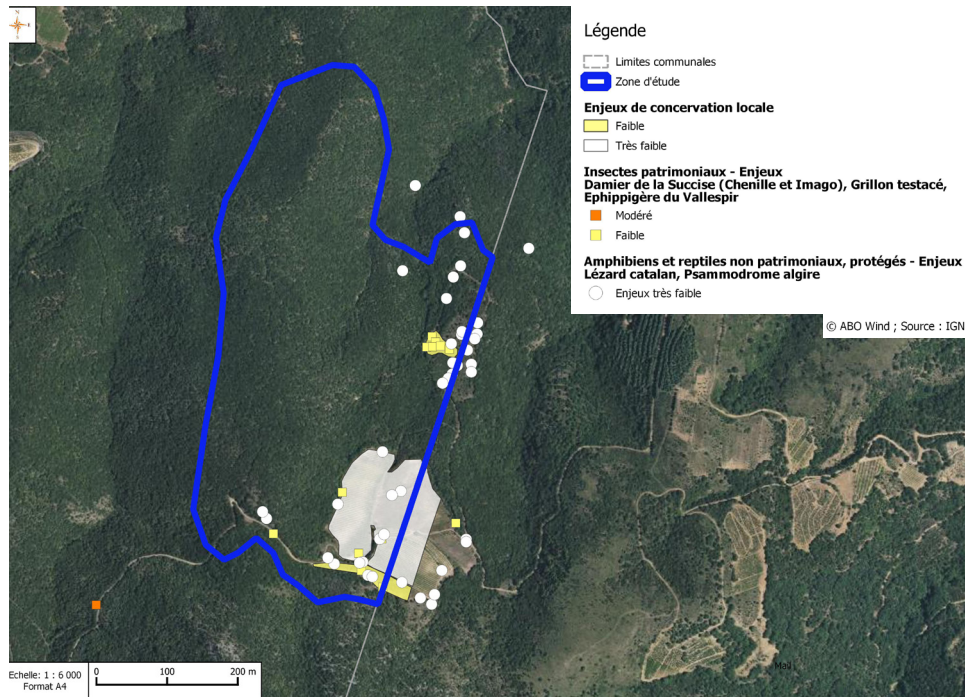 Légende
Limites communales
Zone d'étude
Enjeux de concervation locale
Faible
Très faible
Insectes patrimoniaux - Enjeux
Damier de la Succise (Chenille et Imago), Grillon testacé,
Ephippigère du Vallespir
Modéré
Faible
Amphibiens et reptiles non patrimoniaux, protégés - Enjeux
Lézard catalan, Psammodrome algire
Enjeux très faible
© ABO Wind ; Source : IGN
Echelle: 1 : 6 000
Format A4
0 100 200 m